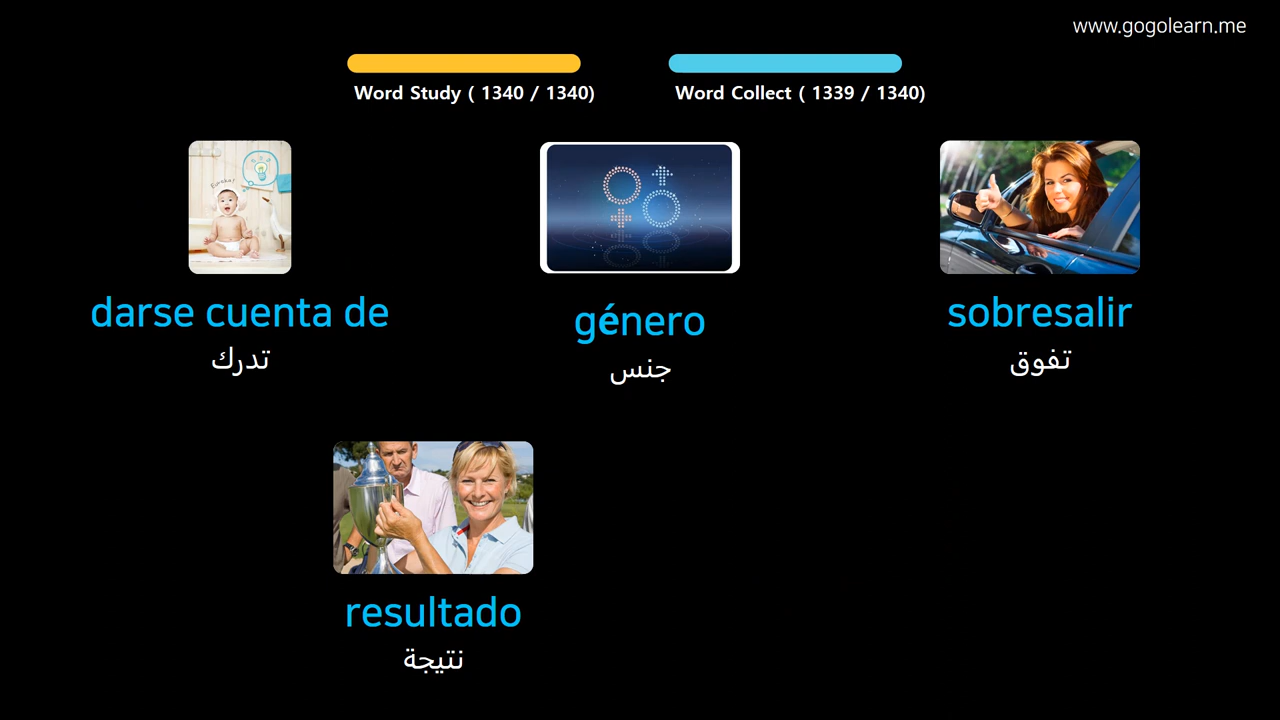 www.gogolearn.me
Word Study ( 1340 / 1340)
Word Collect ( 1339 / 1340)
Eureka!
darse cuenta de
تدرك
género
جنس
sobresalir
تفوق
resultado
نتيجة